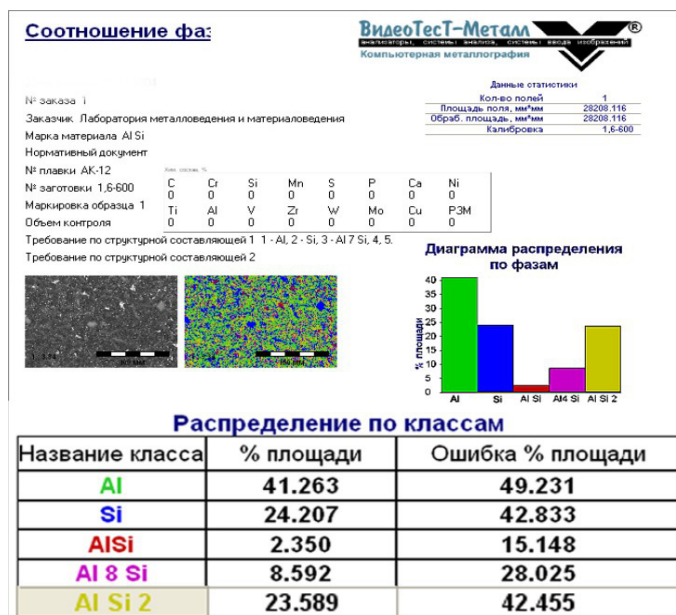 Соотношение фаз
ВидеоТесТ-Металл ®
анализаторы, системы анализа, системы ввода изображений
Компьютерная металлография
Данные статистики
Кол-во полей 1
Площадь поля, мкм*мкм 28208.116
Обраб. площадь, мкм*мкм 28208.116
Калибровка 1,6-600
№ заказа 1
Заказчик Лаборатория металловедения и материаловедения
Марка материала Al Si
Нормативный документ
№ плавки АК-12
№ заготовки 1,6-600
Маркировка образца 1
Объем контроля
C Cr Si Mn S P Ca Ni
0 0 0 0 0 0 0 0
Ti Al V Zr W Mo Cu РЗМ
0 0 0 0 0 0 0 0
Требование по структурной составляющей 1 1 - Al, 2 - Si, 3 - Al 7 Si, 4, 5.
Требование по структурной составляющей 2
Диаграмма распределения
по фазам
% площади
40
35
30
25
20
15
10
5
0
Al Si Al Si Al4 Si Al Si 2
Распределение по классам
Название класса % площади Ошибка % площади
Al 41.263 49.231
Si 24.207 42.833
AlSi 2.350 15.148
Al 8 Si 8.592 28.025
Al Si 2 23.589 42.455